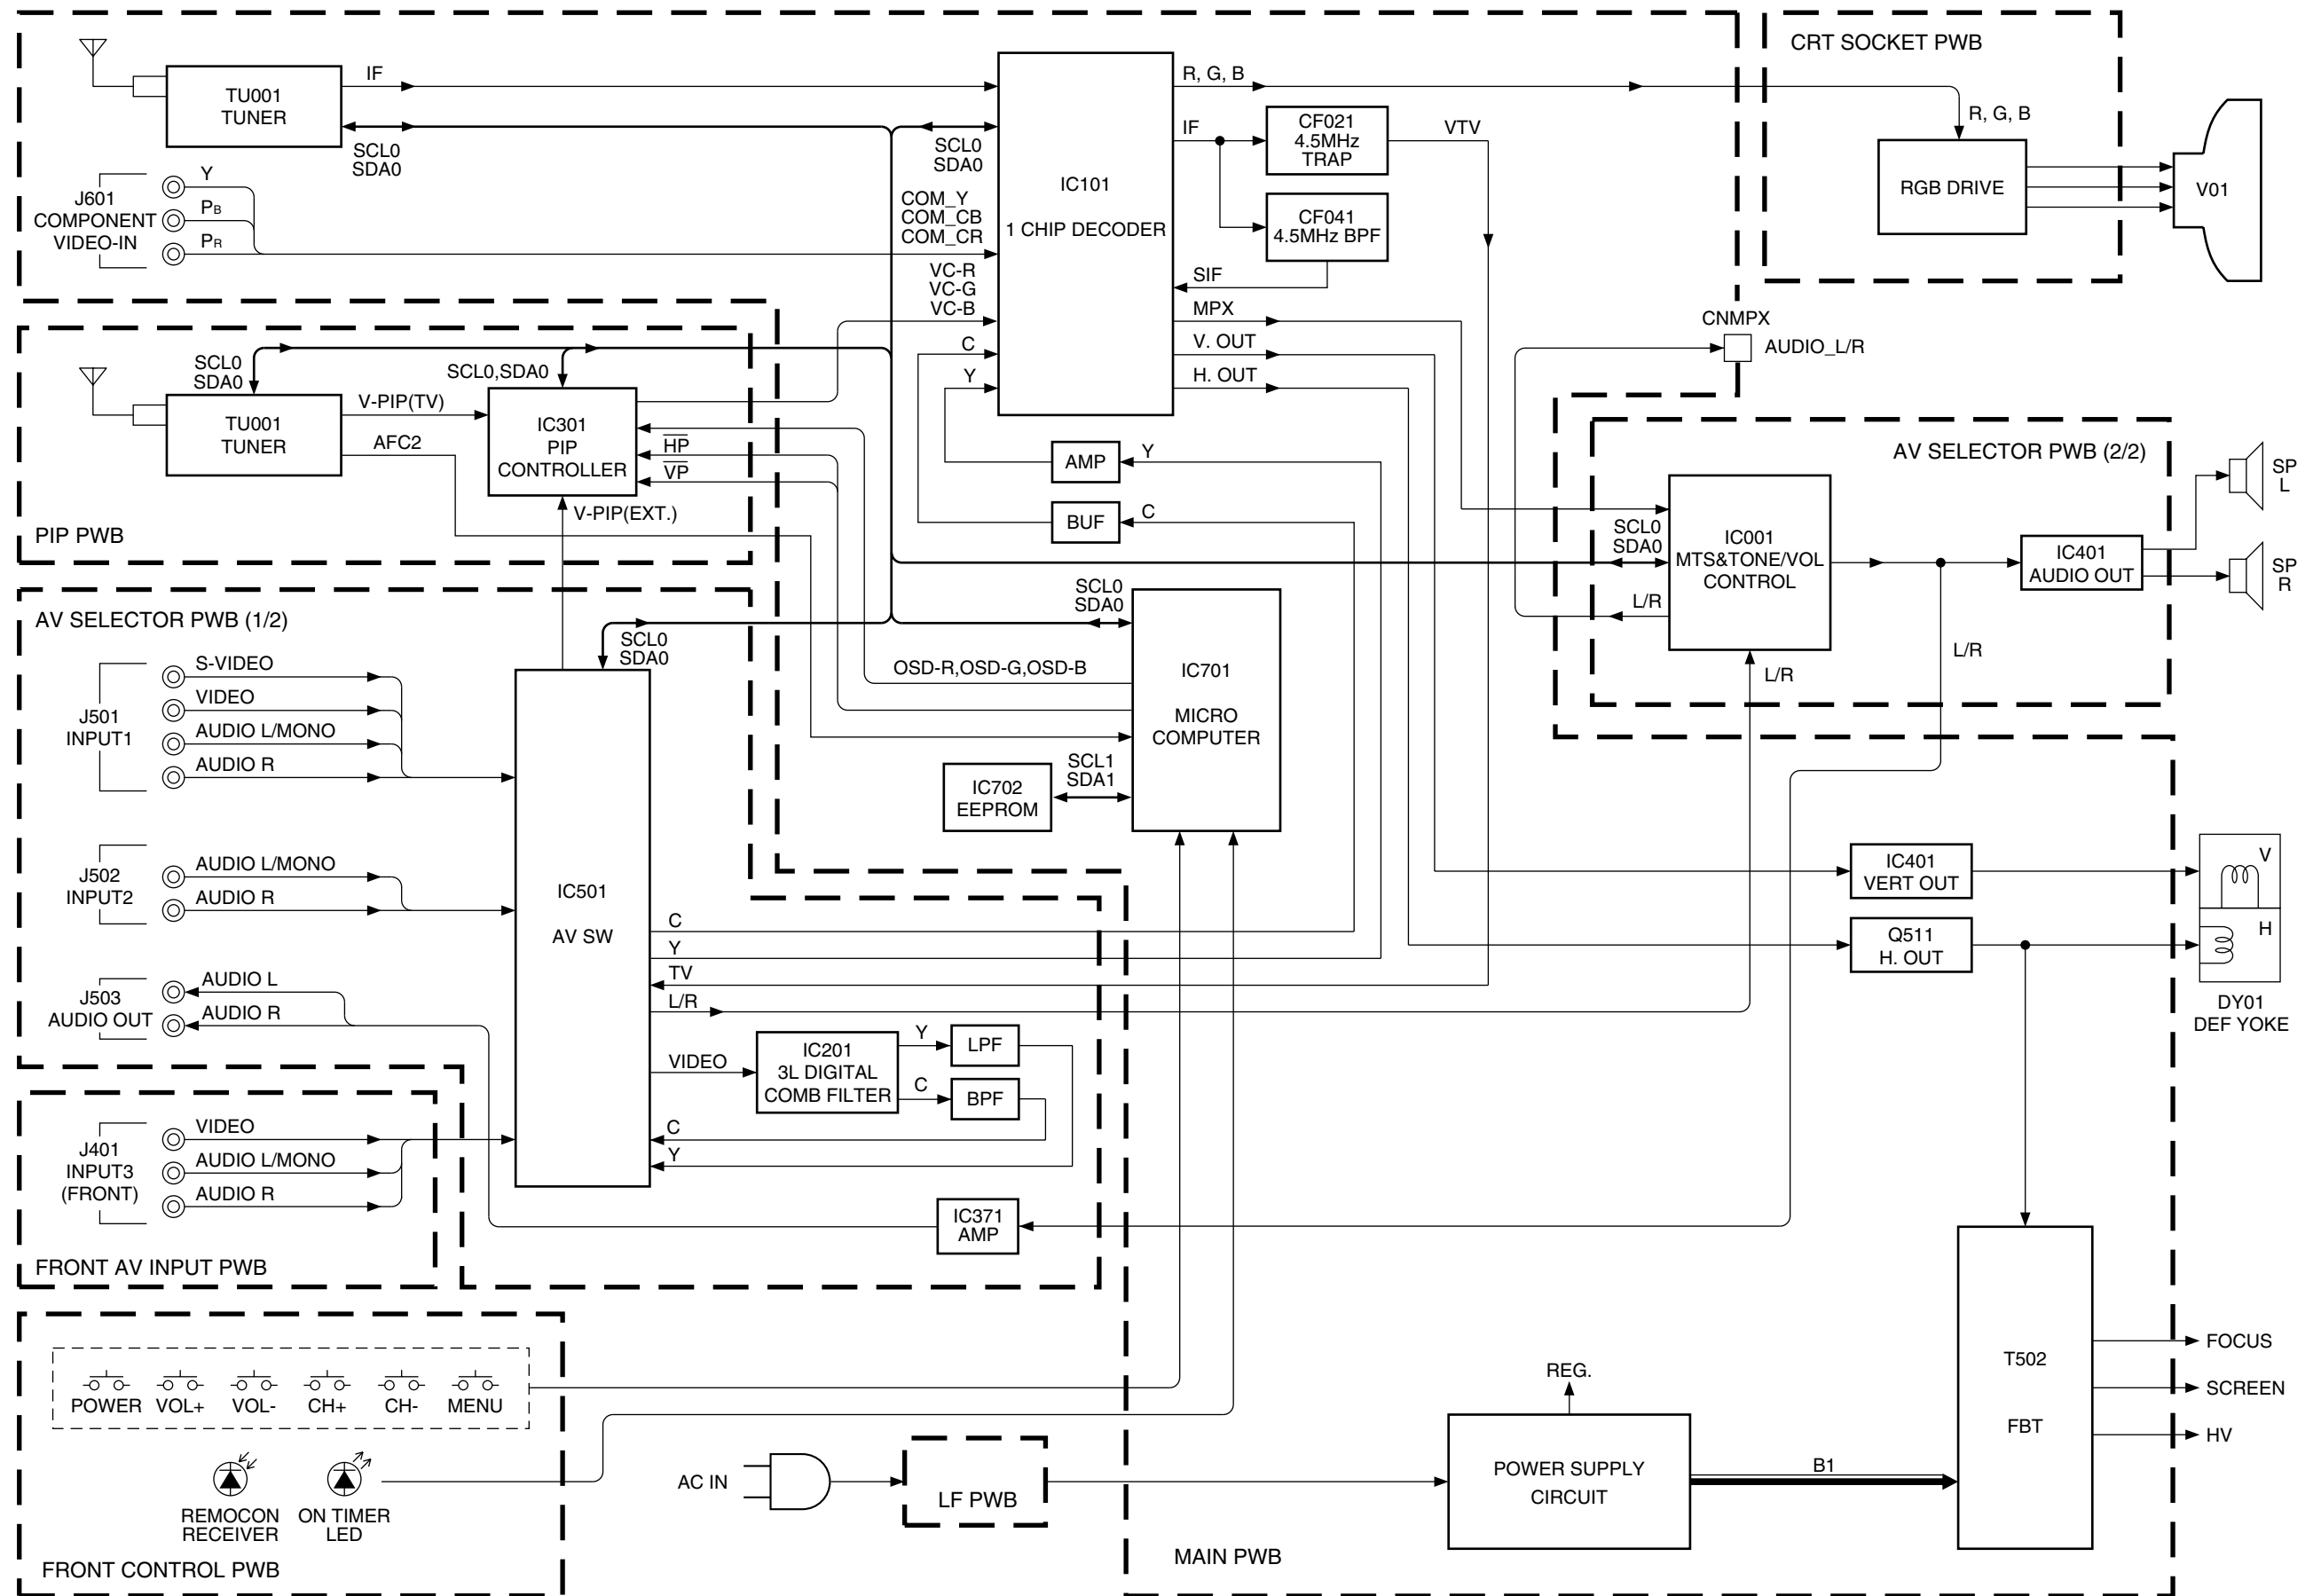 CRT SOCKET PWB
TU001
TUNER
IF
SCL0
SDA0
SCL0
SDA0
IC101
1 CHIP DECODER
R, G, B
IF
CF021
4.5MHz
TRAP
VTV
CF041
4.5MHz BPF
SIF
MPX
V. OUT
H. OUT
R, G, B
RGB DRIVE
V01
J601
COMPONENT
VIDEO-IN
Y
PB
PR
COM_Y
COM_CB
COM_CR
VC-R
VC-G
VC-B
C
Y
CNMPX
AUDIO_L/R
SCL0
SDA0
TU001
TUNER
V-PIP(TV)
AFC2
SCL0,SDA0
IC301
PIP
CONTROLLER
HP
VP
V-PIP(EXT.)
PIP PWB
AMP
Y
BUF
C
AV SELECTOR PWB (2/2)
SCL0
SDA0
IC001
MTS&TONE/VOL
CONTROL
L/R
L/R
L/R
IC401
AUDIO OUT
SP
L
SP
R
AV SELECTOR PWB (1/2)
SCL0
SDA0
SCL0
SDA0
OSD-R,OSD-G,OSD-B
IC701
MICRO
COMPUTER
IC702
EEPROM
SCL1
SDA1
J501
INPUT1
S-VIDEO
VIDEO
AUDIO L/MONO
AUDIO R
J502
INPUT2
AUDIO L/MONO
AUDIO R
J503
AUDIO OUT
AUDIO L
AUDIO R
IC501
AV SW
C
Y
TV
L/R
VIDEO
IC201
3L DIGITAL
COMB FILTER
Y
LPF
C
BPF
C
Y
IC371
AMP
IC401
VERT OUT
Q511
H. OUT
V
H
DY01
DEF YOKE
J401
INPUT3
(FRONT)
VIDEO
AUDIO L/MONO
AUDIO R
FRONT AV INPUT PWB
POWER
VOL+
VOL-
CH+
CH-
MENU
REMOCON
RECEIVER
ON TIMER
LED
FRONT CONTROL PWB
AC IN
LF PWB
REG.
POWER SUPPLY
CIRCUIT
B1
T502
FBT
FOCUS
SCREEN
HV
MAIN PWB